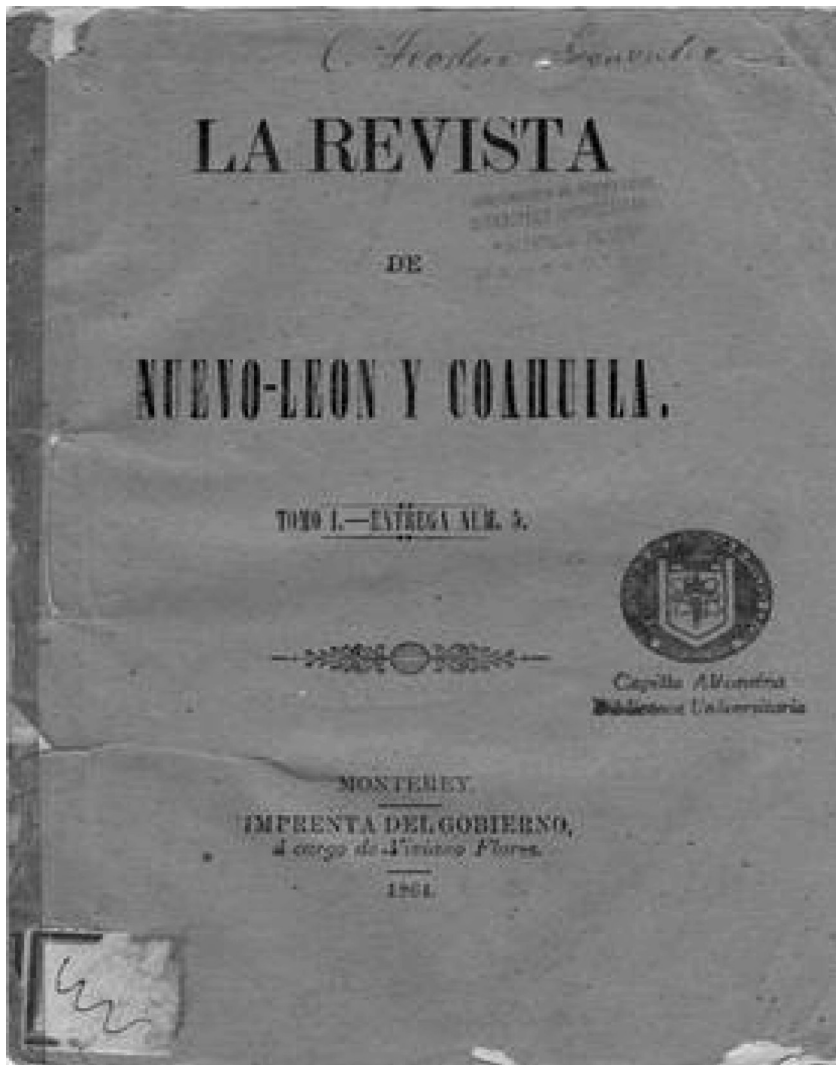 C.
LA REVISTA
DE
NUEVO-LEON Y COAHUILA.
TOMO I.—ENTREGA NUM. 5.
Capilla Alfonsina
Biblioteca Universitaria
MONTEREY.
IMPRENTA DEL GOBIERNO,
á cargo de Viviano Flores.
1864.